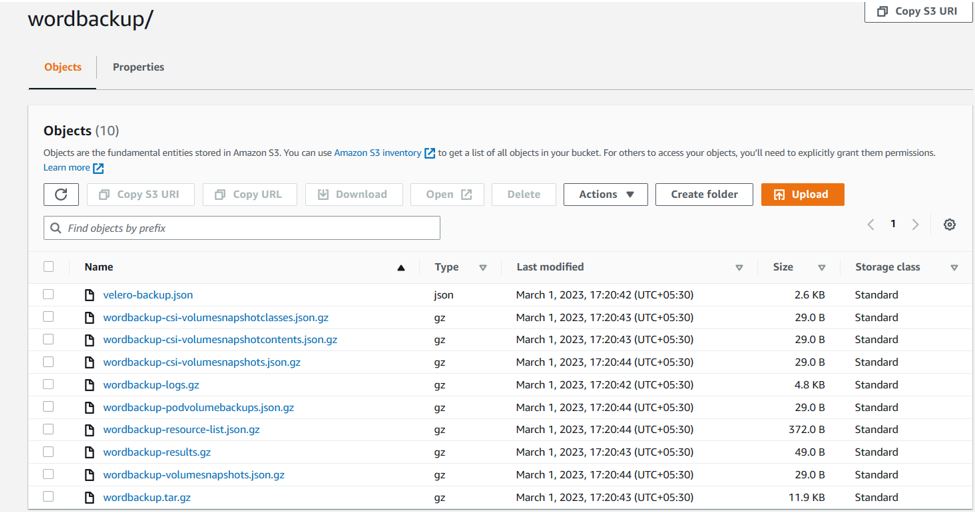 wordbackup/
Copy S3 URI
Objects
Properties
Objects (10)
Objects are the fundamental entities stored in Amazon S3. You can use Amazon S3 inventory to get a list of all objects in your bucket. For others to access your objects, you'll need to explicitly grant them permissions.
Learn more
Copy S3 URI Copy URL Download Open Delete Actions Create folder Upload
Find objects by prefix
1
Name Type Last modified Size Storage class
velero-backup.json json March 1, 2023, 17:20:42 (UTC+05:30) 2.6 KB Standard
wordbackup-csi-volumesnapshotclasses.json.gz gz March 1, 2023, 17:20:43 (UTC+05:30) 29.0 B Standard
wordbackup-csi-volumesnapshotcontents.json.gz gz March 1, 2023, 17:20:43 (UTC+05:30) 29.0 B Standard
wordbackup-csi-volumesnapshots.json.gz gz March 1, 2023, 17:20:44 (UTC+05:30) 29.0 B Standard
wordbackup-logs.gz gz March 1, 2023, 17:20:42 (UTC+05:30) 4.8 KB Standard
wordbackup-podvolumebackups.json.gz gz March 1, 2023, 17:20:44 (UTC+05:30) 29.0 B Standard
wordbackup-resource-list.json.gz gz March 1, 2023, 17:20:44 (UTC+05:30) 372.0 B Standard
wordbackup-results.gz gz March 1, 2023, 17:20:43 (UTC+05:30) 49.0 B Standard
wordbackup-volumesnapshots.json.gz gz March 1, 2023, 17:20:44 (UTC+05:30) 29.0 B Standard
wordbackup.tar.gz gz March 1, 2023, 17:20:43 (UTC+05:30) 11.9 KB Standard